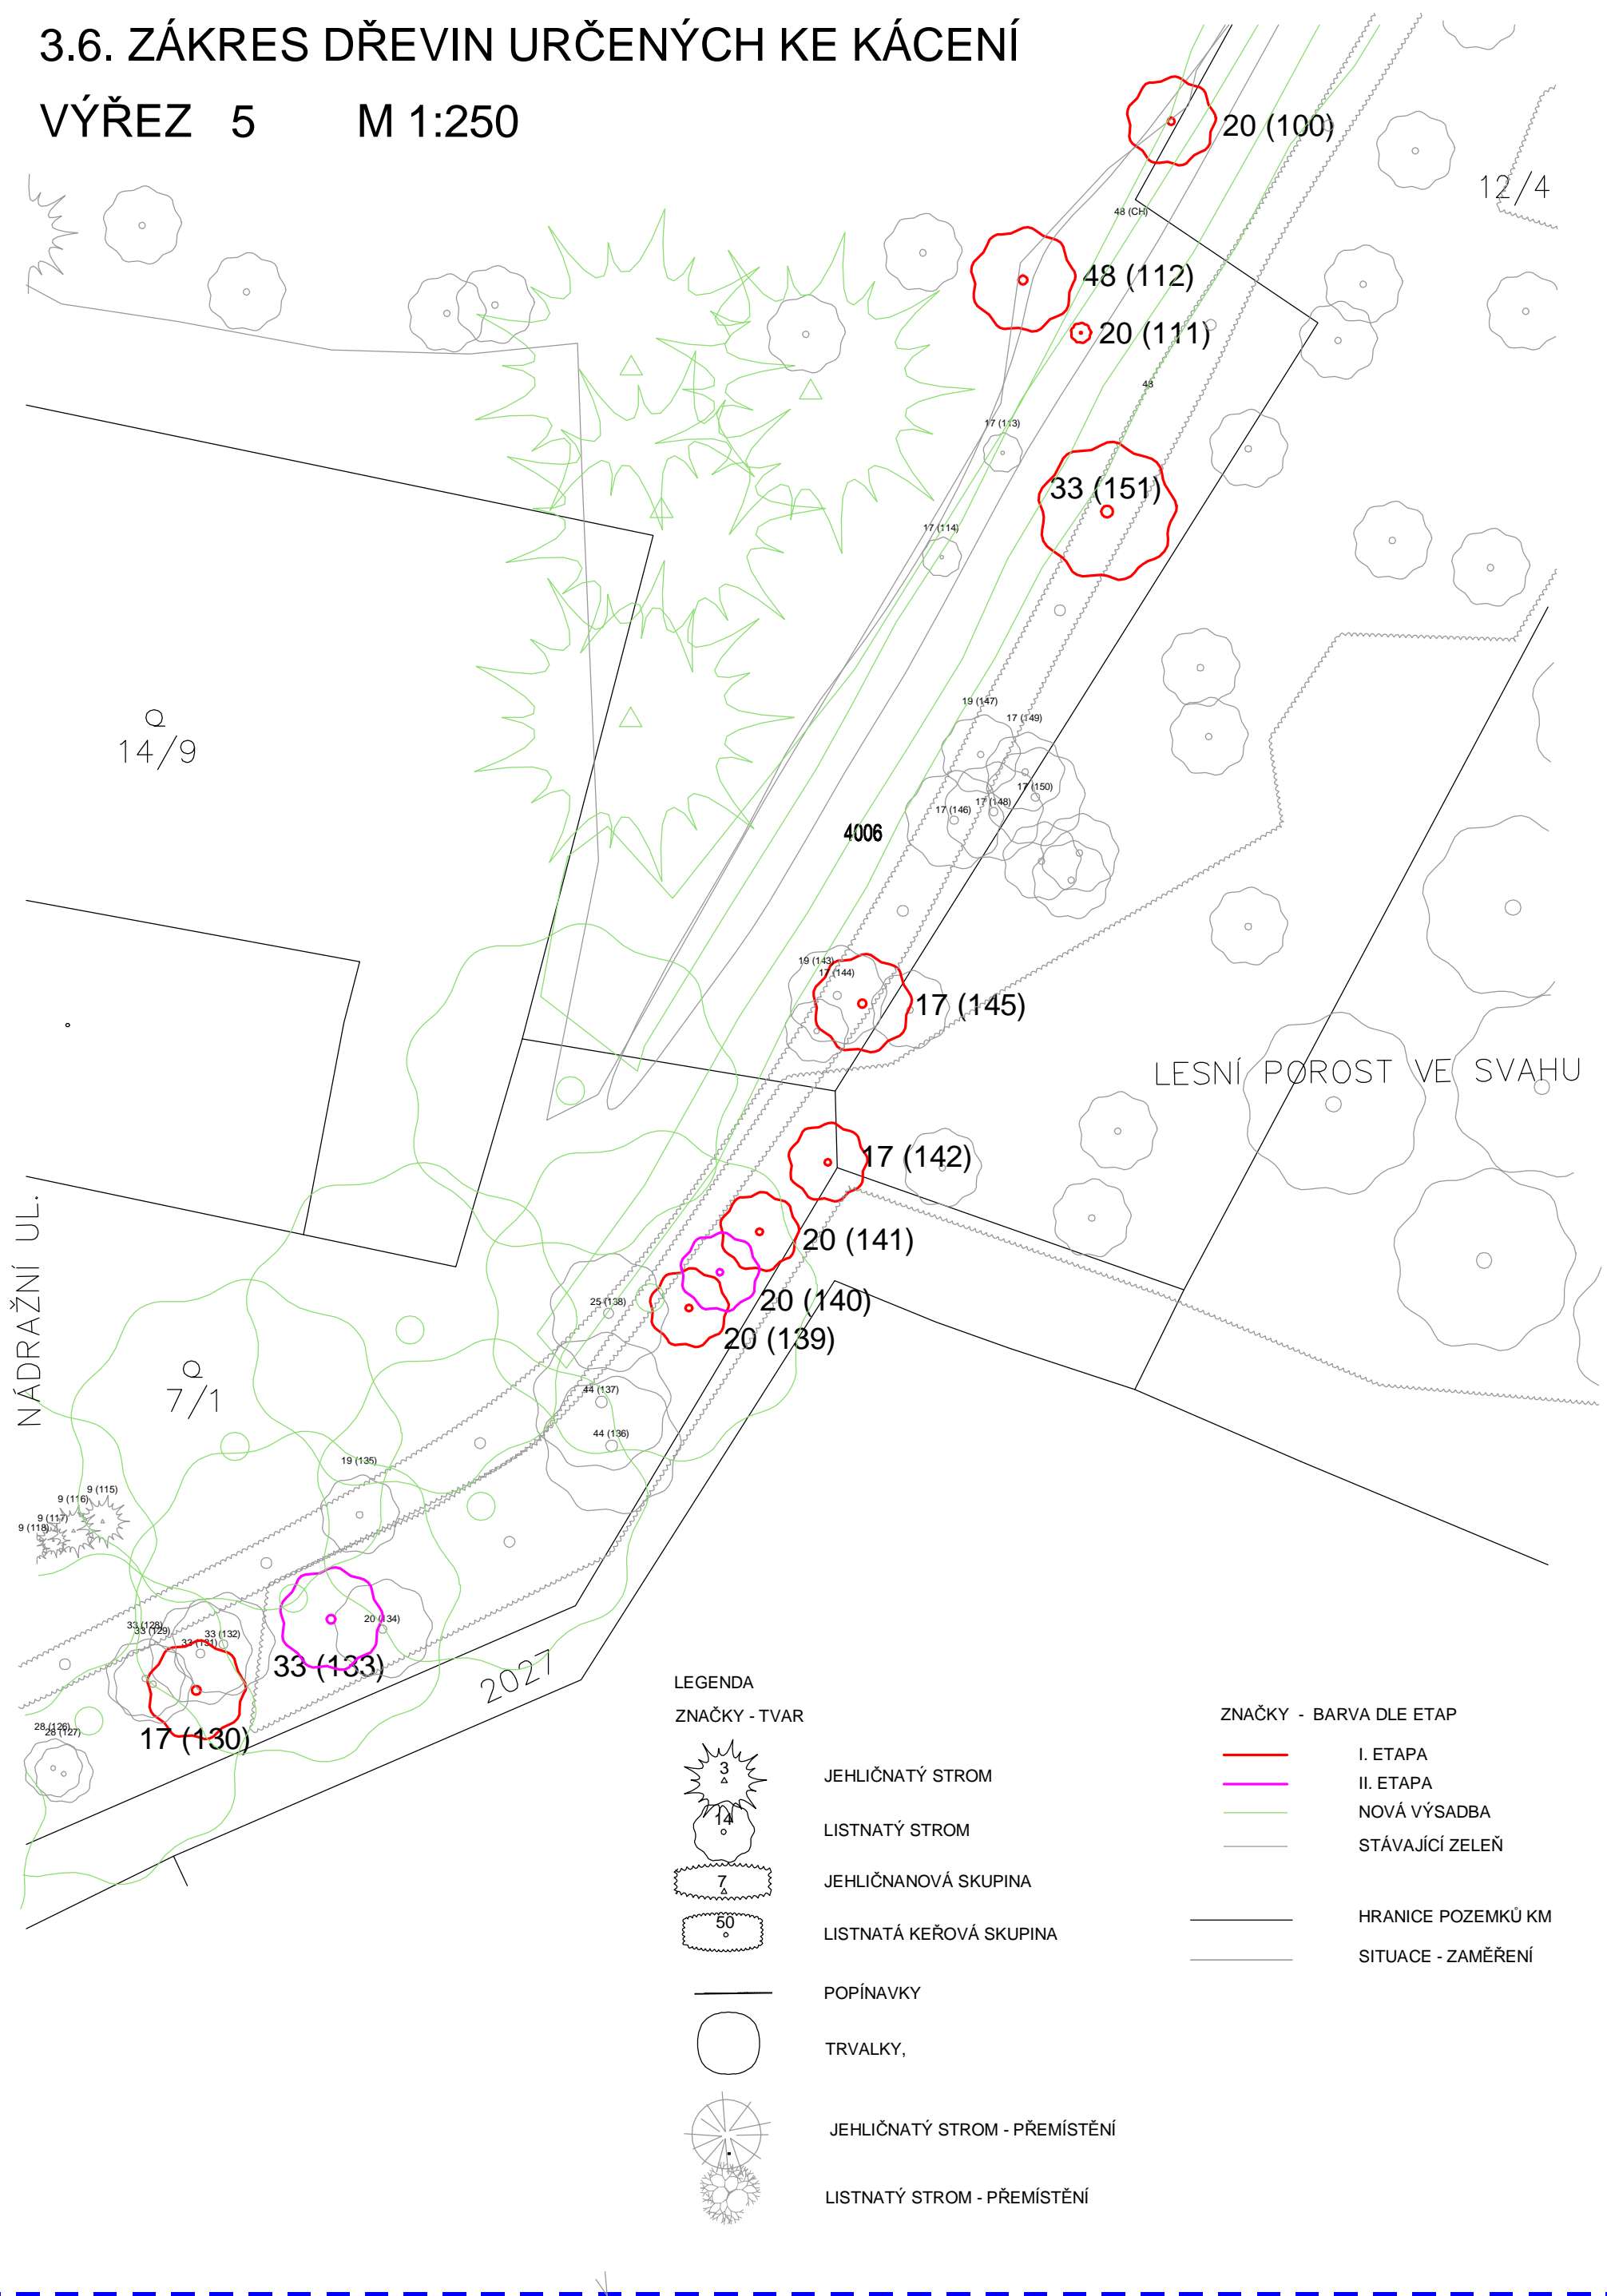 3.6. ZÁKRES DŘEVIN URČENÝCH KE KÁCENÍ
VÝŘEZ 5 M 1:250
20 (100)
12/4
48 (CH)
48 (112)
20 (111)
43
17 (113)
33 (151)
17 (114)
19 (147)
17 (149)
Q
14/9
17 (150)
17 (148)
17 (146)
4006
19 (143)
17 (144)
17 (145)
LESNÍ POROST VE SVAHU
17 (142)
NÁDRAŽNÍ UL.
20 (141)
20 (140)
25 (138)
20 (139)
Q
7/1
44 (137)
44 (136)
19 (135)
9 (115)
9 (116)
9 (117)
9 (118)
20 (134)
33 (128)
33 (129)
33 (132)
33 (131)
33 (133)
2027
28 (126)
28 (127)
17 (130)
LEGENDA
ZNAČKY - TVAR
ZNAČKY - BARVA DLE ETAP
3
JEHLIČNATÝ STROM
14
LISTNATÝ STROM
7
JEHLIČNANOVÁ SKUPINA
50
LISTNATÁ KEŘOVÁ SKUPINA
POPÍNAVKY
TRVALKY,
JEHLIČNATÝ STROM - PŘEMÍSTĚNÍ
LISTNATÝ STROM - PŘEMÍSTĚNÍ
I. ETAPA
II. ETAPA
NOVÁ VÝSADBA
STÁVAJÍCÍ ZELEŇ
HRANICE POZEMKŮ KM
SITUACE - ZAMĚŘENÍ